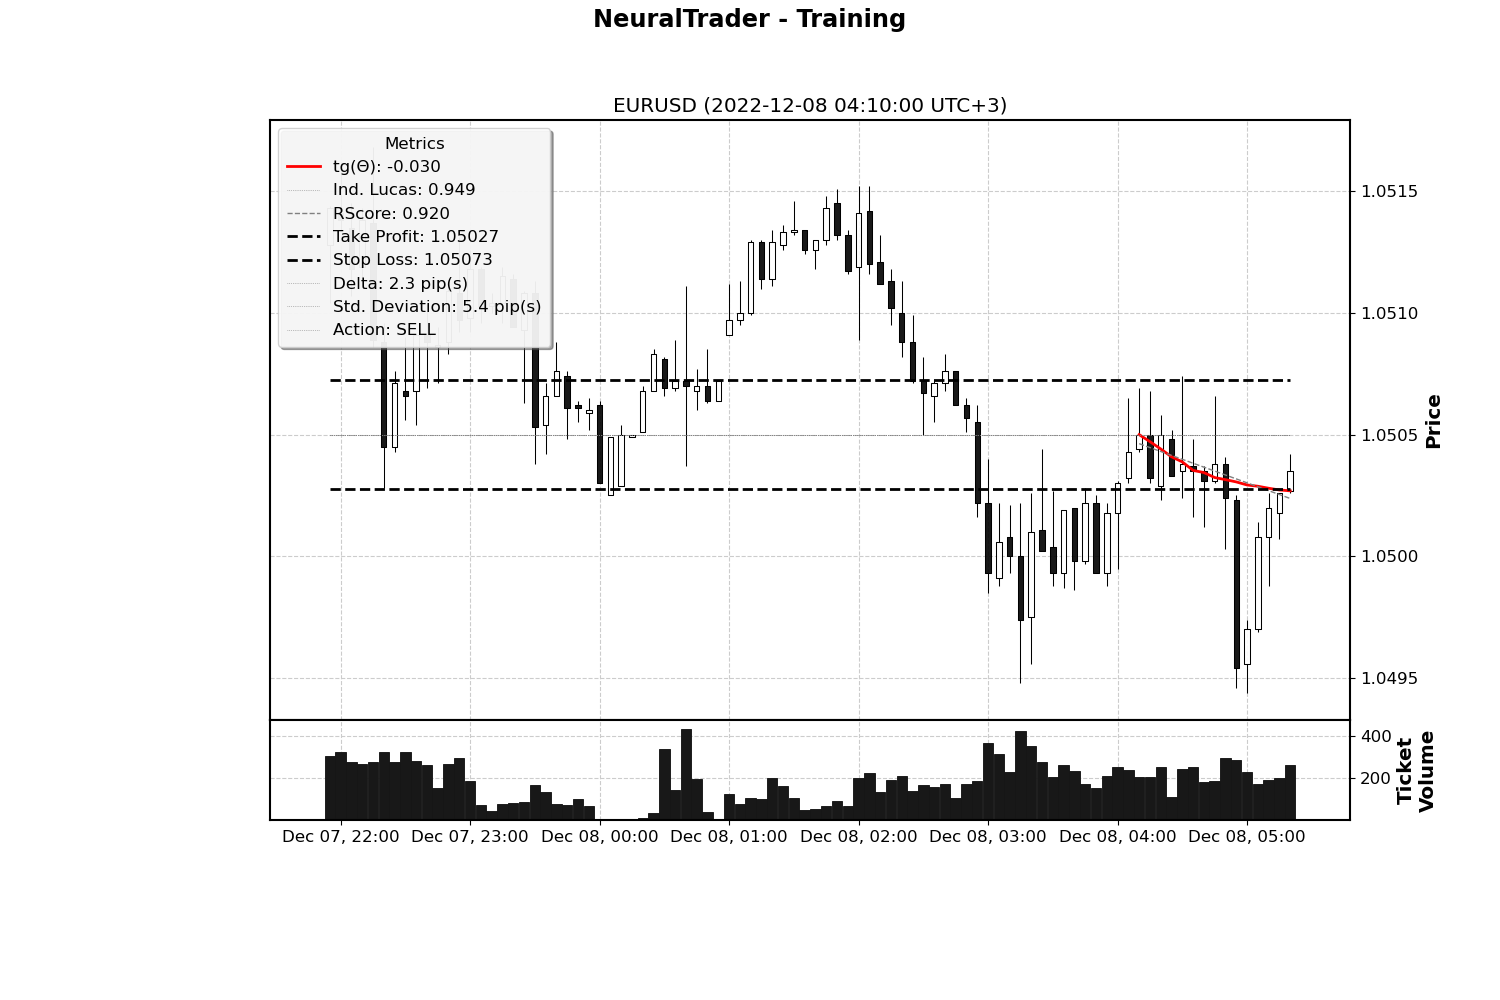 NeuralTrader - Training
EURUSD (2022-12-08 04:10:00 UTC+3)
Metrics
tg(Θ): -0.030
Ind. Lucas: 0.949
RScore: 0.920
Take Profit: 1.05027
Stop Loss: 1.05073
Delta: 2.3 pip(s)
Std. Deviation: 5.4 pip(s)
Action: SELL
1.0515
1.0510
1.0505
1.0500
1.0495
Price
400
200
Ticket
Volume
Dec 07, 22:00
Dec 07, 23:00
Dec 08, 00:00
Dec 08, 01:00
Dec 08, 02:00
Dec 08, 03:00
Dec 08, 04:00
Dec 08, 05:00